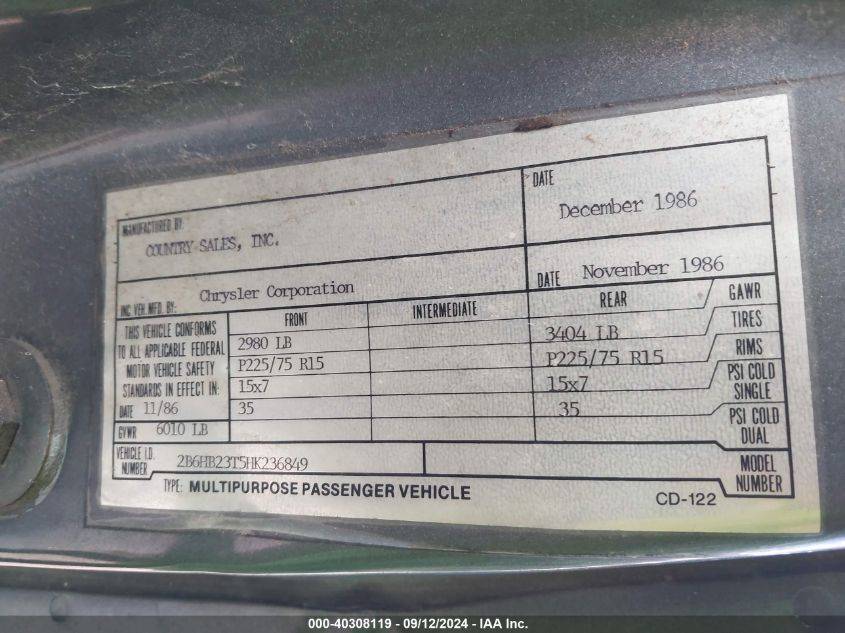 MANUFACTURED BY: DATE
COUNTRY SALES, INC. December 1986
INC VEH.MFD. BY: Chrysler Corporation DATE November 1986
FRONT INTERMEDIATE REAR GAWR
THIS VEHICLE CONFORMS 2980 LB 3404 LB TIRES
TO ALL APPLICABLE FEDERAL P225/75 R15 P225/75 R15 RIMS
MOTOR VEHICLE SAFETY 15x7 15x7 PSI COLD SINGLE
STANDARDS IN EFFECT IN: 35 35 PSI COLD DUAL
DATE 11/86
GVWR 6010 LB
VEHICLE I.D. NUMBER 2B6HB23T5HK236849 MODEL NUMBER
TYPE: MULTIPURPOSE PASSENGER VEHICLE CD-122
000-40308119 - 09/12/2024 - IAA Inc.